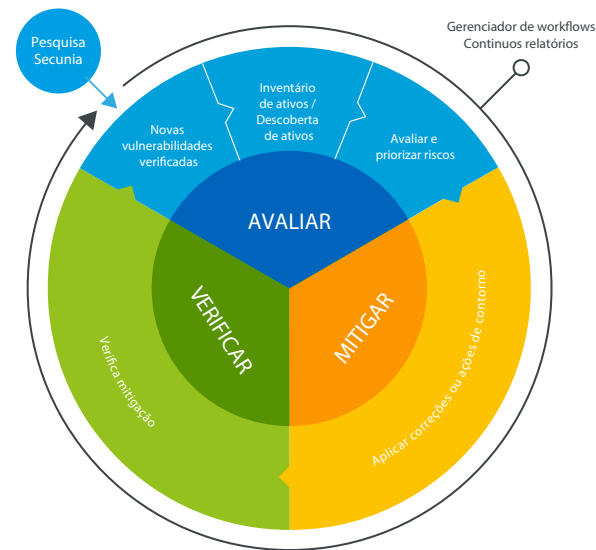 Pesquisa
Secunia
Gerenciador de workflows
Continuos relatórios
Novas
vulnerabilidades
verificadas
Inventário
de ativos /
Descoberta
de ativos
Avaliar e
priorizar riscos
AVALIAR
VERIFICAR
MITIGAR
Verifica mitigação
Aplicar correções ou ações de contorno